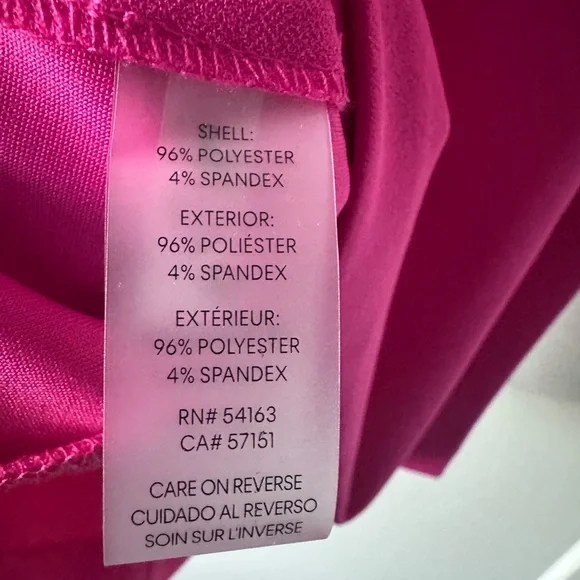 SHELL:
96% POLYESTER
4% SPANDEX
EXTERIOR:
96% POLIÉSTER
4% SPANDEX
EXTÉRIEUR:
96% POLYESTER
4% SPANDEX
RN# 54163
CA# 57151
CARE ON REVERSE
CUIDADO AL REVERSO
SOIN SUR L'INVERSE